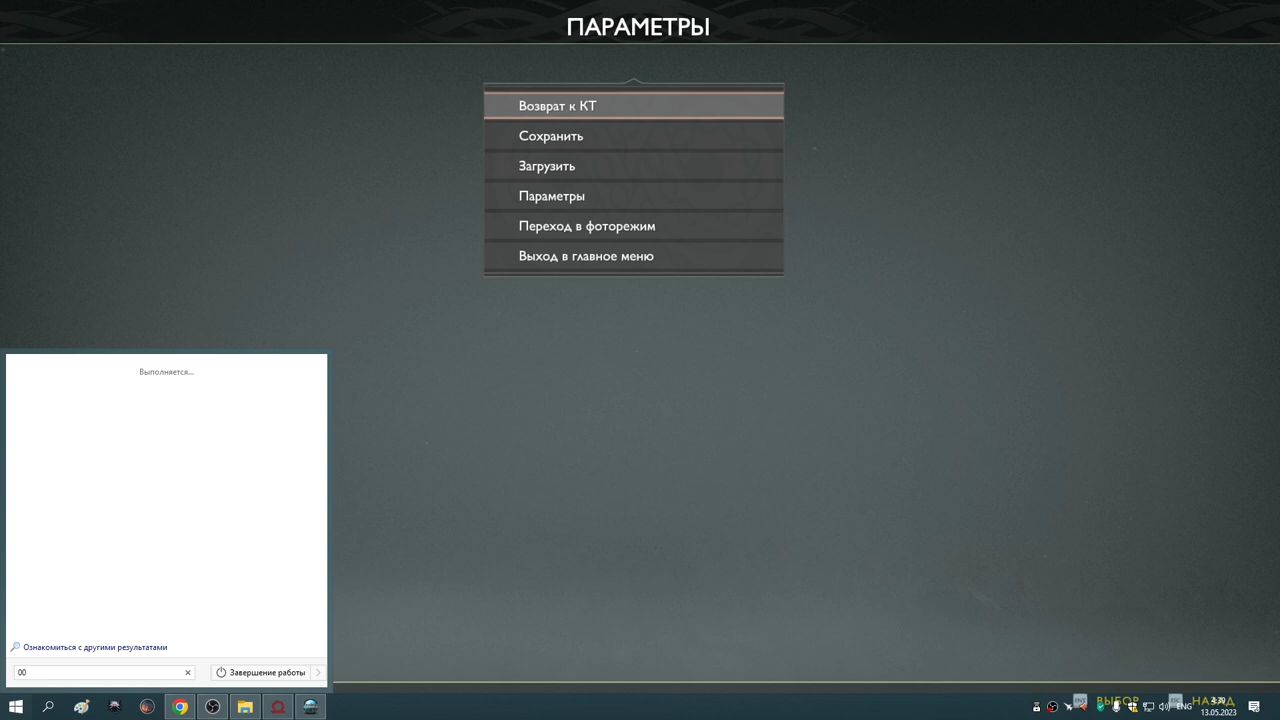 ПАРАМЕТРЫ
Возврат к КТ
Сохранить
Загрузить
Параметры
Переход в фоторежим
Выход в главное меню
Выполняется...
Ознакомиться с другими результатами
00
Завершение работы
ВЫБОР
НАЗАД
ENG
13.05.2023